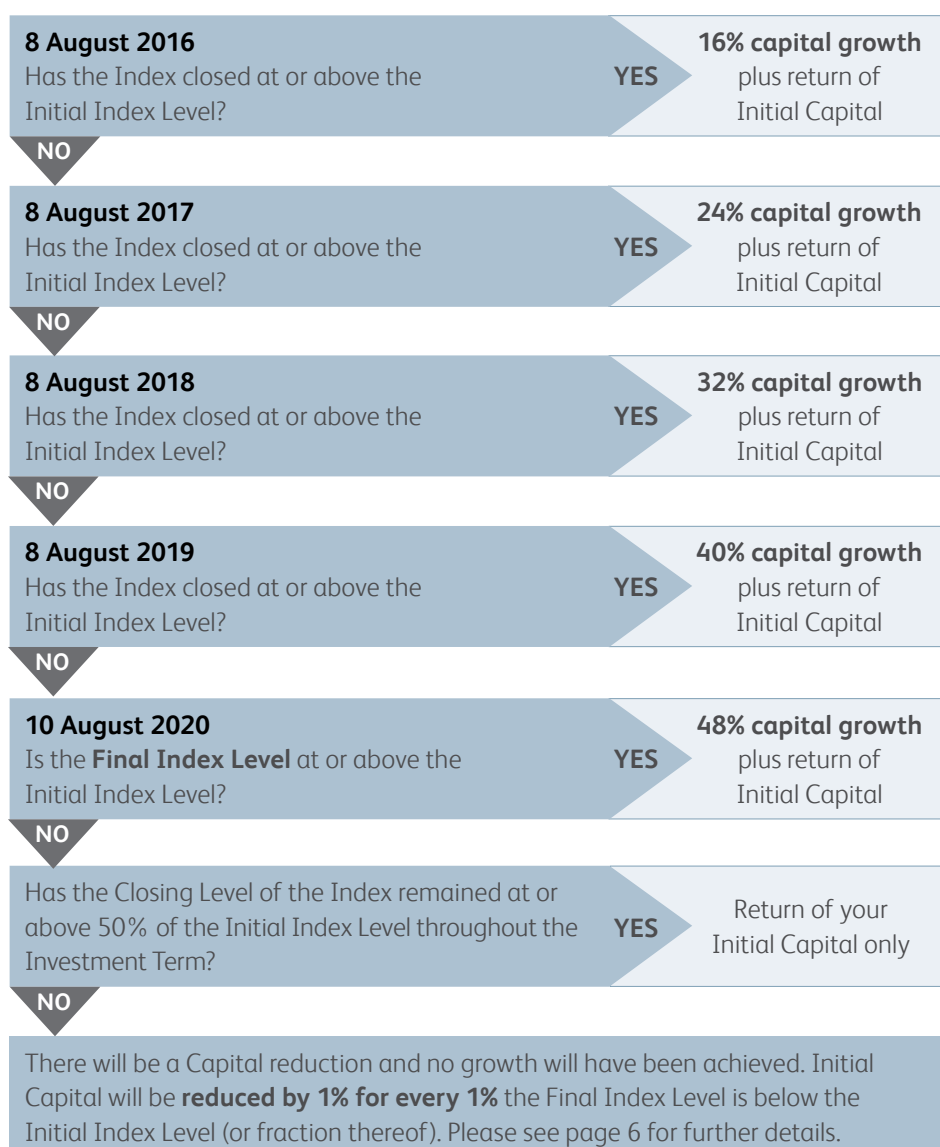 8 August 2016
Has the Index closed at or above the
Initial Index Level?
YES
16% capital growth
plus return of
Initial Capital
NO
8 August 2017
Has the Index closed at or above the
Initial Index Level?
YES
24% capital growth
plus return of
Initial Capital
NO
8 August 2018
Has the Index closed at or above the
Initial Index Level?
YES
32% capital growth
plus return of
Initial Capital
NO
8 August 2019
Has the Index closed at or above the
Initial Index Level?
YES
40% capital growth
plus return of
Initial Capital
NO
10 August 2020
Is the Final Index Level at or above the
Initial Index Level?
YES
48% capital growth
plus return of
Initial Capital
NO
Has the Closing Level of the Index remained at or
above 50% of the Initial Index Level throughout the
Investment Term?
YES
Return of your
Initial Capital only
NO
There will be a Capital reduction and no growth will have been achieved. Initial
Capital will be reduced by 1% for every 1% the Final Index Level is below the
Initial Index Level (or fraction thereof). Please see page 6 for further details.